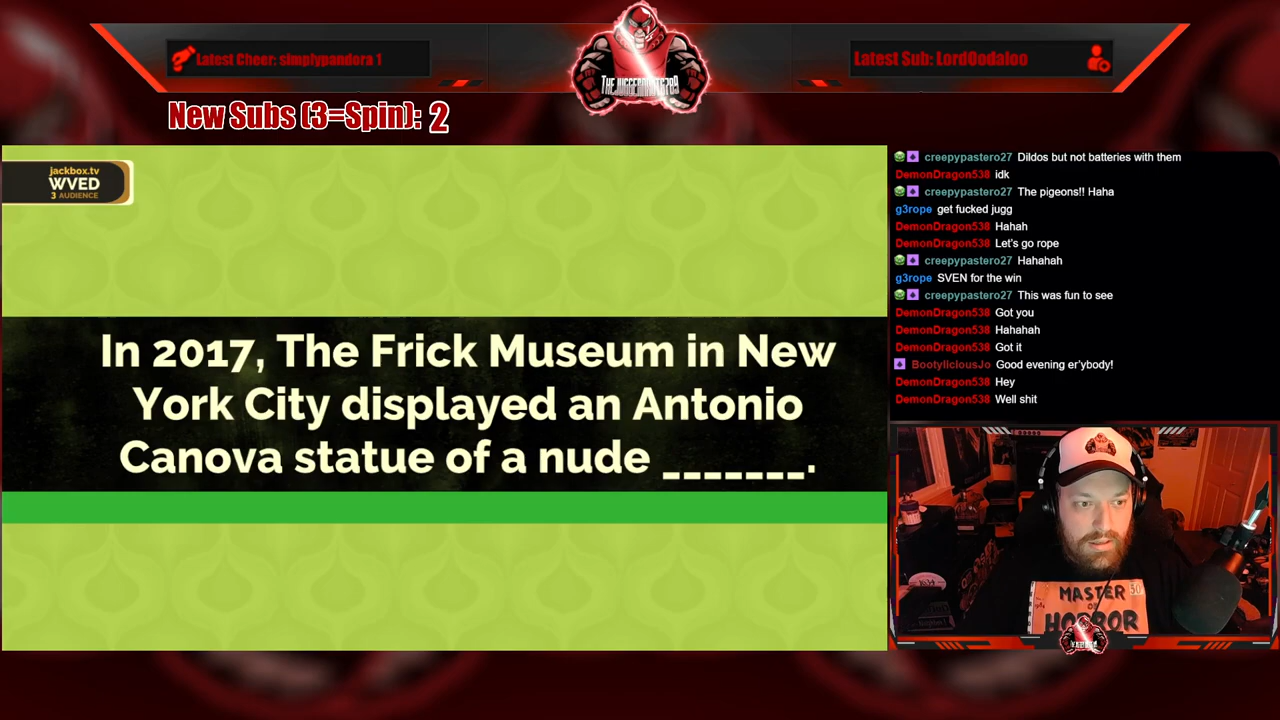 Latest Cheer: simplypandora 1
THEJUGGERNAUT6789
Latest Sub: LordOodaloo
New Subs (3=Spin): 2
jackbox.tv
WVED
3 AUDIENCE
In 2017, The Frick Museum in New
York City displayed an Antonio
Canova statue of a nude _______.
creepypastero27 Dildos but not batteries with them
DemonDragon538 idk
creepypastero27 The pigeons!! Haha
g3rope get fucked jugg
DemonDragon538 Hahah
DemonDragon538 Let's go rope
creepypastero27 Hahahah
g3rope SVEN for the win
creepypastero27 This was fun to see
DemonDragon538 Got you
DemonDragon538 Hahahah
DemonDragon538 Got it
BootyliciousJo Good evening er'ybody!
DemonDragon538 Hey
DemonDragon538 Well shit
MASTER
OF
HORROR